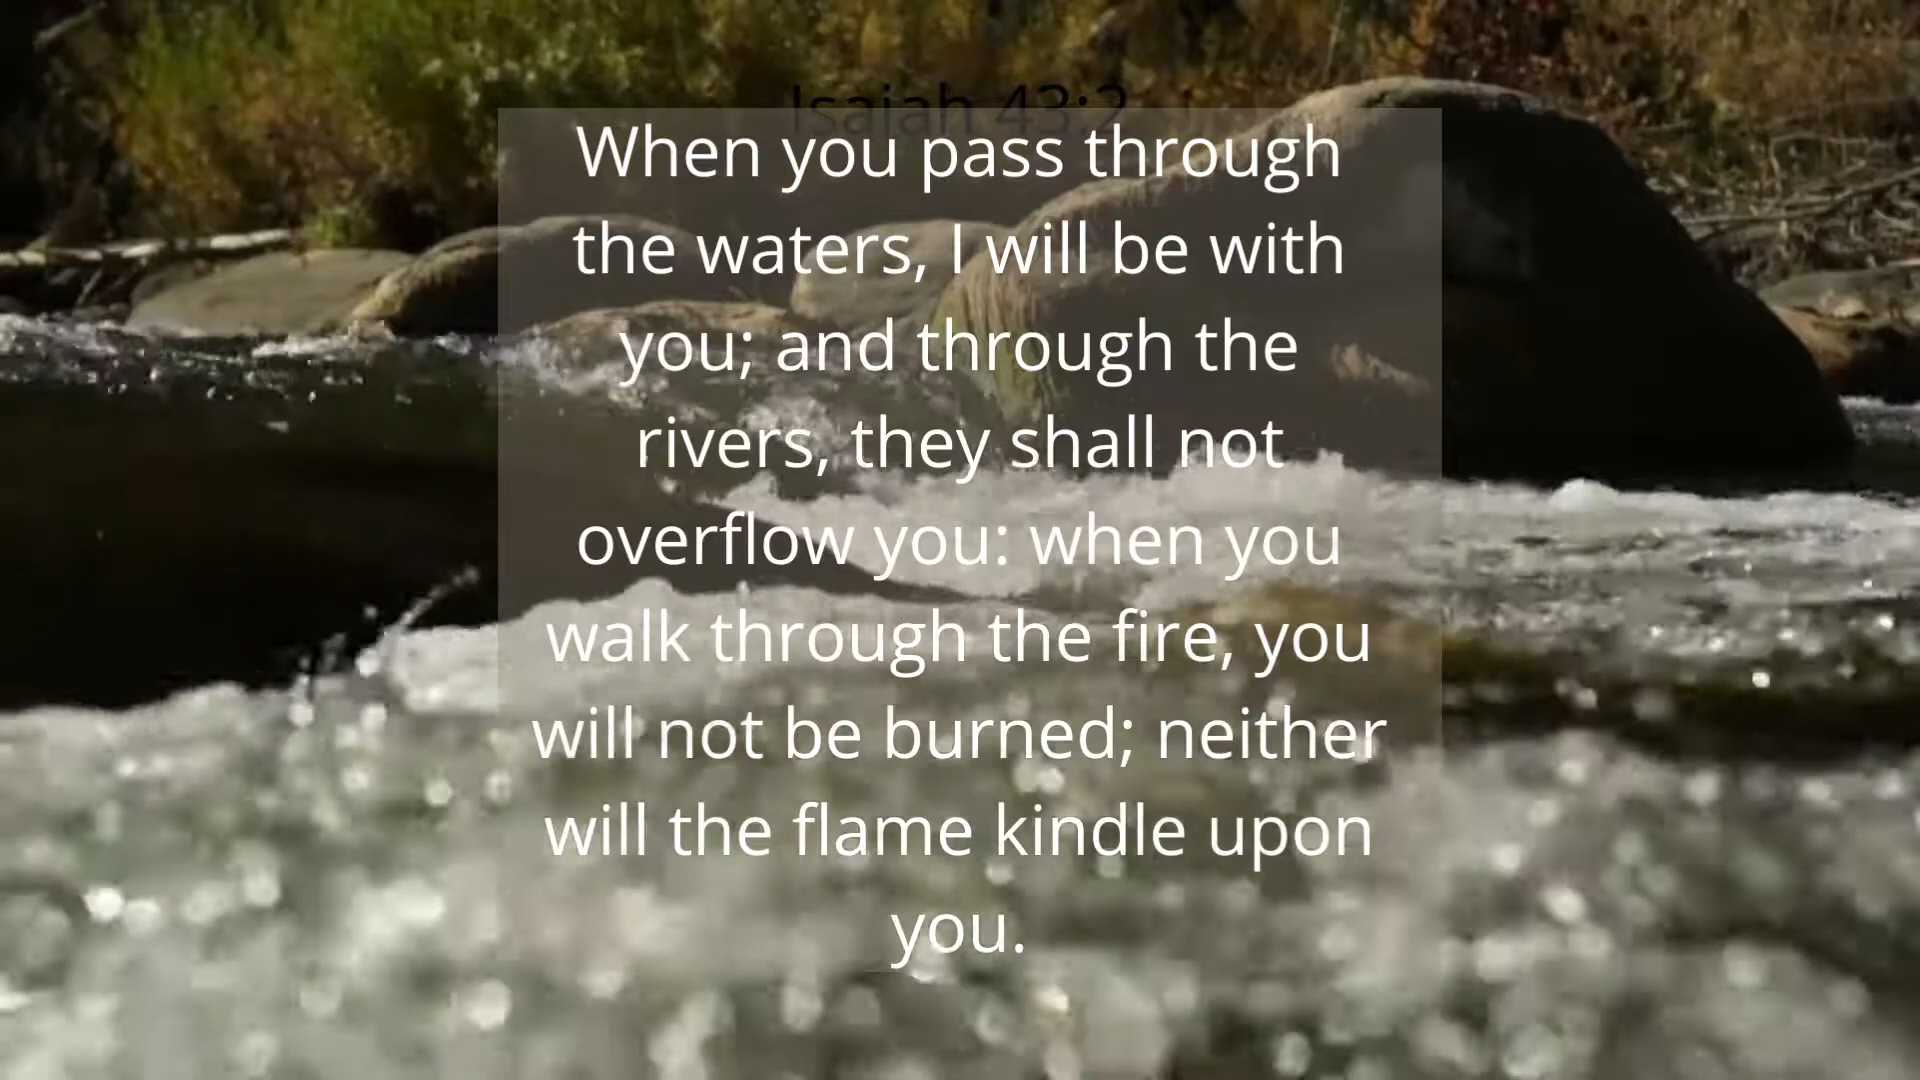 Isaiah 43:2
When you pass through
the waters, I will be with
you; and through the
rivers, they shall not
overflow you: when you
walk through the fire, you
will not be burned; neither
will the flame kindle upon
you.